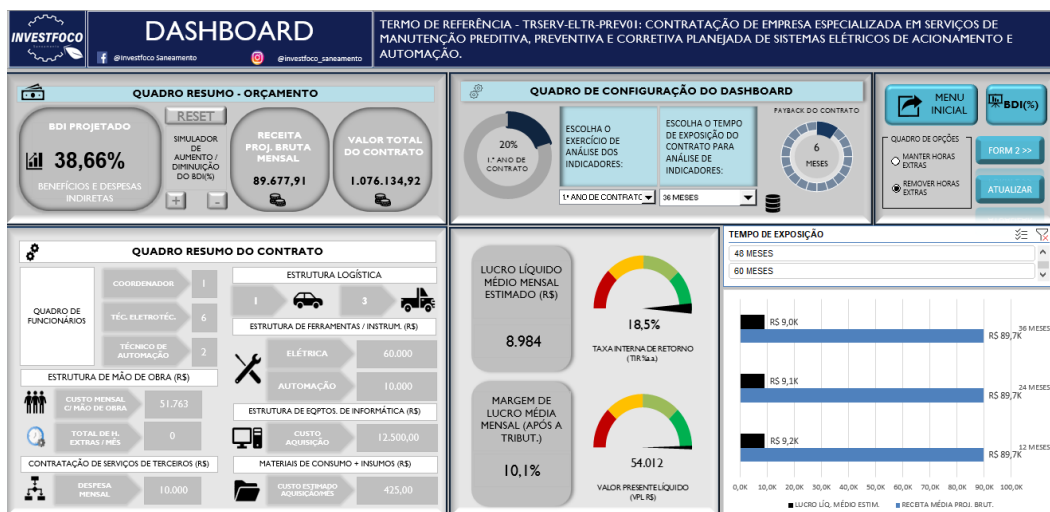 INVESTFOCO
Saneamento
DASHBOARD
@Investfoco Saneamento
@investfoco_saneamento
TERMO DE REFERÊNCIA - TRSERV-ELTR-PREV01: CONTRATAÇÃO DE EMPRESA ESPECIALIZADA EM SERVIÇOS DE
MANUTENÇÃO PREDITIVA, PREVENTIVA E CORRETIVA PLANEJADA DE SISTEMAS ELÉTRICOS DE ACIONAMENTO E
AUTOMAÇÃO.
QUADRO RESUMO - ORÇAMENTO
BDI PROJETADO
38,66%
BENEFÍCIOS E DESPESAS
INDIRETAS
RESET
SIMULADOR
DE
AUMENTO /
DIMINUIÇÃO
DO BDI(%)
+
-
RECEITA
PROJ. BRUTA
MENSAL
89.677,91
VALOR TOTAL
DO CONTRATO
1.076.134,92
QUADRO DE CONFIGURAÇÃO DO DASHBOARD
20%
1.º ANO DE
CONTRATO
ESCOLHA O
EXERCÍCIO DE
ANÁLISE DOS
INDICADORES:
1.º ANO DE CONTRATC
ESCOLHA O TEMPO
DE EXPOSIÇÃO DO
CONTRATO PARA
ANÁLISE DE
INDICADORES:
36 MESES
PAYBACK DO CONTRATO
6
MESES
MENU
INICIAL
BDI(%)
QUADRO DE OPÇÕES
MANTER HORAS
EXTRAS
REMOVER HORAS
EXTRAS
FORM 2 >>
ATUALIZAR
QUADRO RESUMO DO CONTRATO
QUADRO DE
FUNCIONÁRIOS
COORDENADOR
1
TÉC. ELETROTÉC.
6
TÉCNICO DE
AUTOMAÇÃO
2
ESTRUTURA DE MÃO DE OBRA (R$)
CUSTO MENSAL
C/ MÃO DE OBRA
51.763
TOTAL DE H.
EXTRAS / MÊS
0
CONTRATAÇÃO DE SERVIÇOS DE TERCEIROS (R$)
DESPESA
MENSAL
10.000
ESTRUTURA LOGÍSTICA
1
3
ESTRUTURA DE FERRAMENTAS / INSTRUM. (R$)
ELÉTRICA
60.000
AUTOMAÇÃO
10.000
ESTRUTURA DE EQPTOS. DE INFORMÁTICA (R$)
CUSTO
AQUISIÇÃO
12.500,00
MATERIAIS DE CONSUMO + INSUMOS (R$)
CUSTO ESTIMADO
AQUISIÇÃO/MÊS
425,00
LUCRO LÍQUIDO
MÉDIO MENSAL
ESTIMADO (R$)
8.984
18,5%
TAXA INTERNA DE RETORNO
(TIR %a.a)
MARGEM DE
LUCRO MÉDIA
MENSAL (APÓS A
TRIBUT.)
10,1%
54.012
VALOR PRESENTE LÍQUIDO
(VPL R$)
TEMPO DE EXPOSIÇÃO
48 MESES
60 MESES
R$ 9,0K
36 MESES
R$ 89,7K
R$ 9,1K
24 MESES
R$ 89,7K
R$ 9,2K
12 MESES
R$ 89,7K
0,0K 10,0K 20,0K 30,0K 40,0K 50,0K 60,0K 70,0K 80,0K 90,0K 100,0K
LUCRO LÍQ. MÉDIO ESTIM. RECEITA MÉDIA PROJ. BRUT.